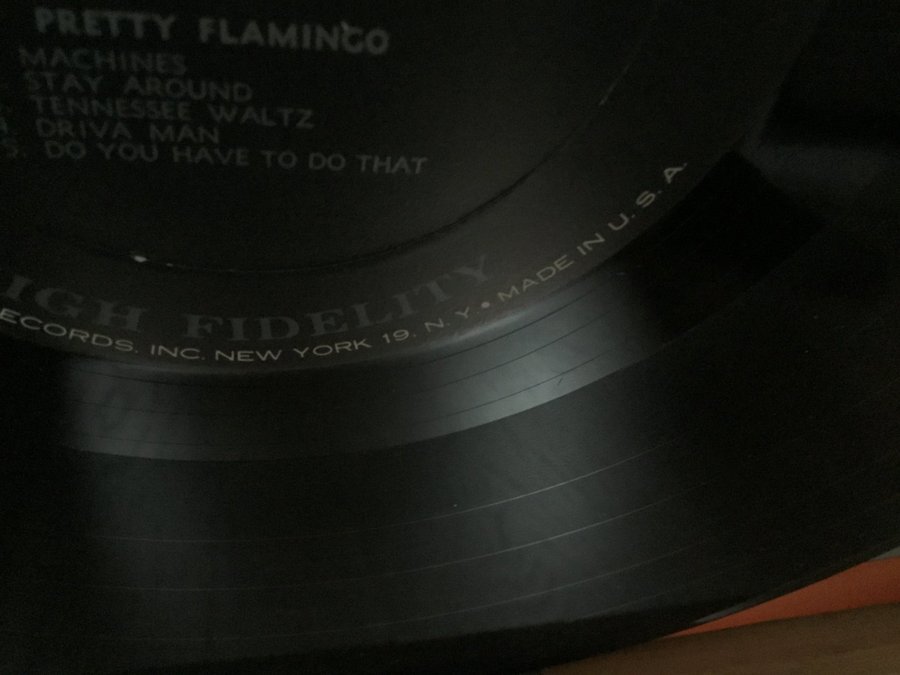 PRETTY FLAMINGO
MACHINES
STAY AROUND
TENNESSEE WALTZ
DRIVA MAN
5. DO YOU HAVE TO DO THAT
IGH FIDELITY
ECORDS, INC. NEW YORK 19, N. Y. • MADE IN U. S. A.